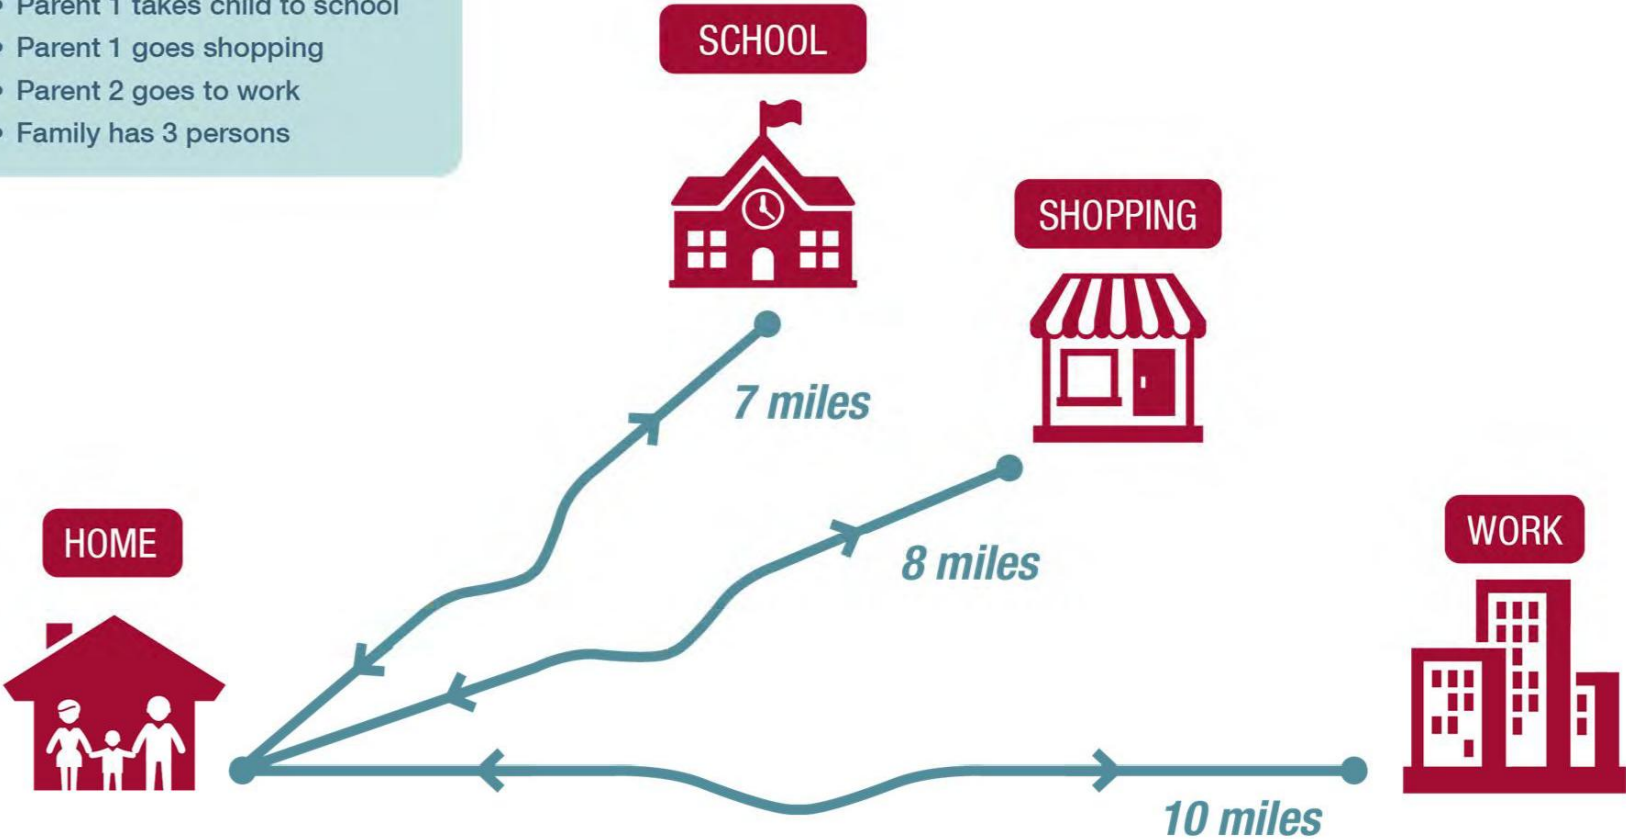 • Parent 1 takes child to school
• Parent 1 goes shopping
• Parent 2 goes to work
• Family has 3 persons
SCHOOL
SHOPPING
7 miles
HOME
8 miles
WORK
10 miles